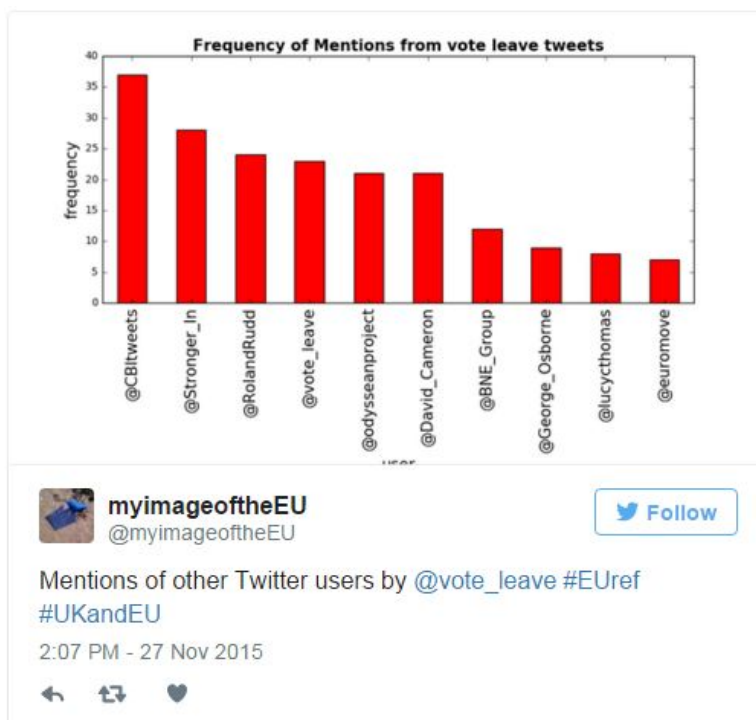 Frequency of Mentions from vote leave tweets
frequency
40
35
30
25
20
15
10
5
0
@CBItweets
@Stronger_In
@RolandRudd
@vote_leave
@odysseanproject
@David_Cameron
@BNE_Group
@George_Osborne
@lucycthomas
@euromove
user
myimageoftheEU
@myimageoftheEU
Follow
Mentions of other Twitter users by @vote_leave #EUref
#UKandEU
2:07 PM - 27 Nov 2015